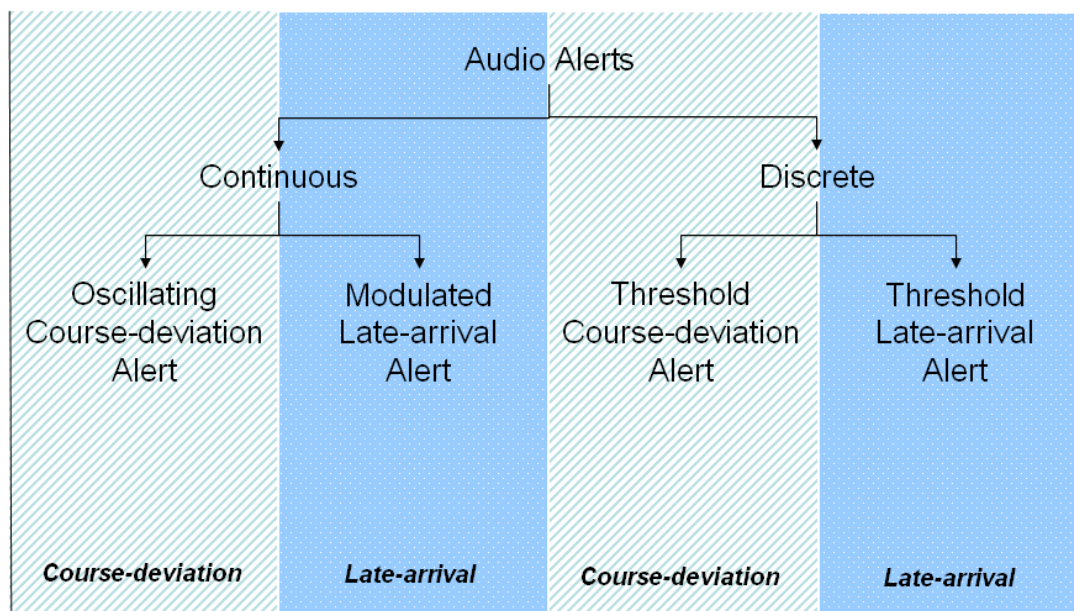 Audio Alerts
Continuous
Discrete
Oscillating
Course-deviation
Alert
Modulated
Late-arrival
Alert
Threshold
Course-deviation
Alert
Threshold
Late-arrival
Alert
Course-deviation
Late-arrival
Course-deviation
Late-arrival